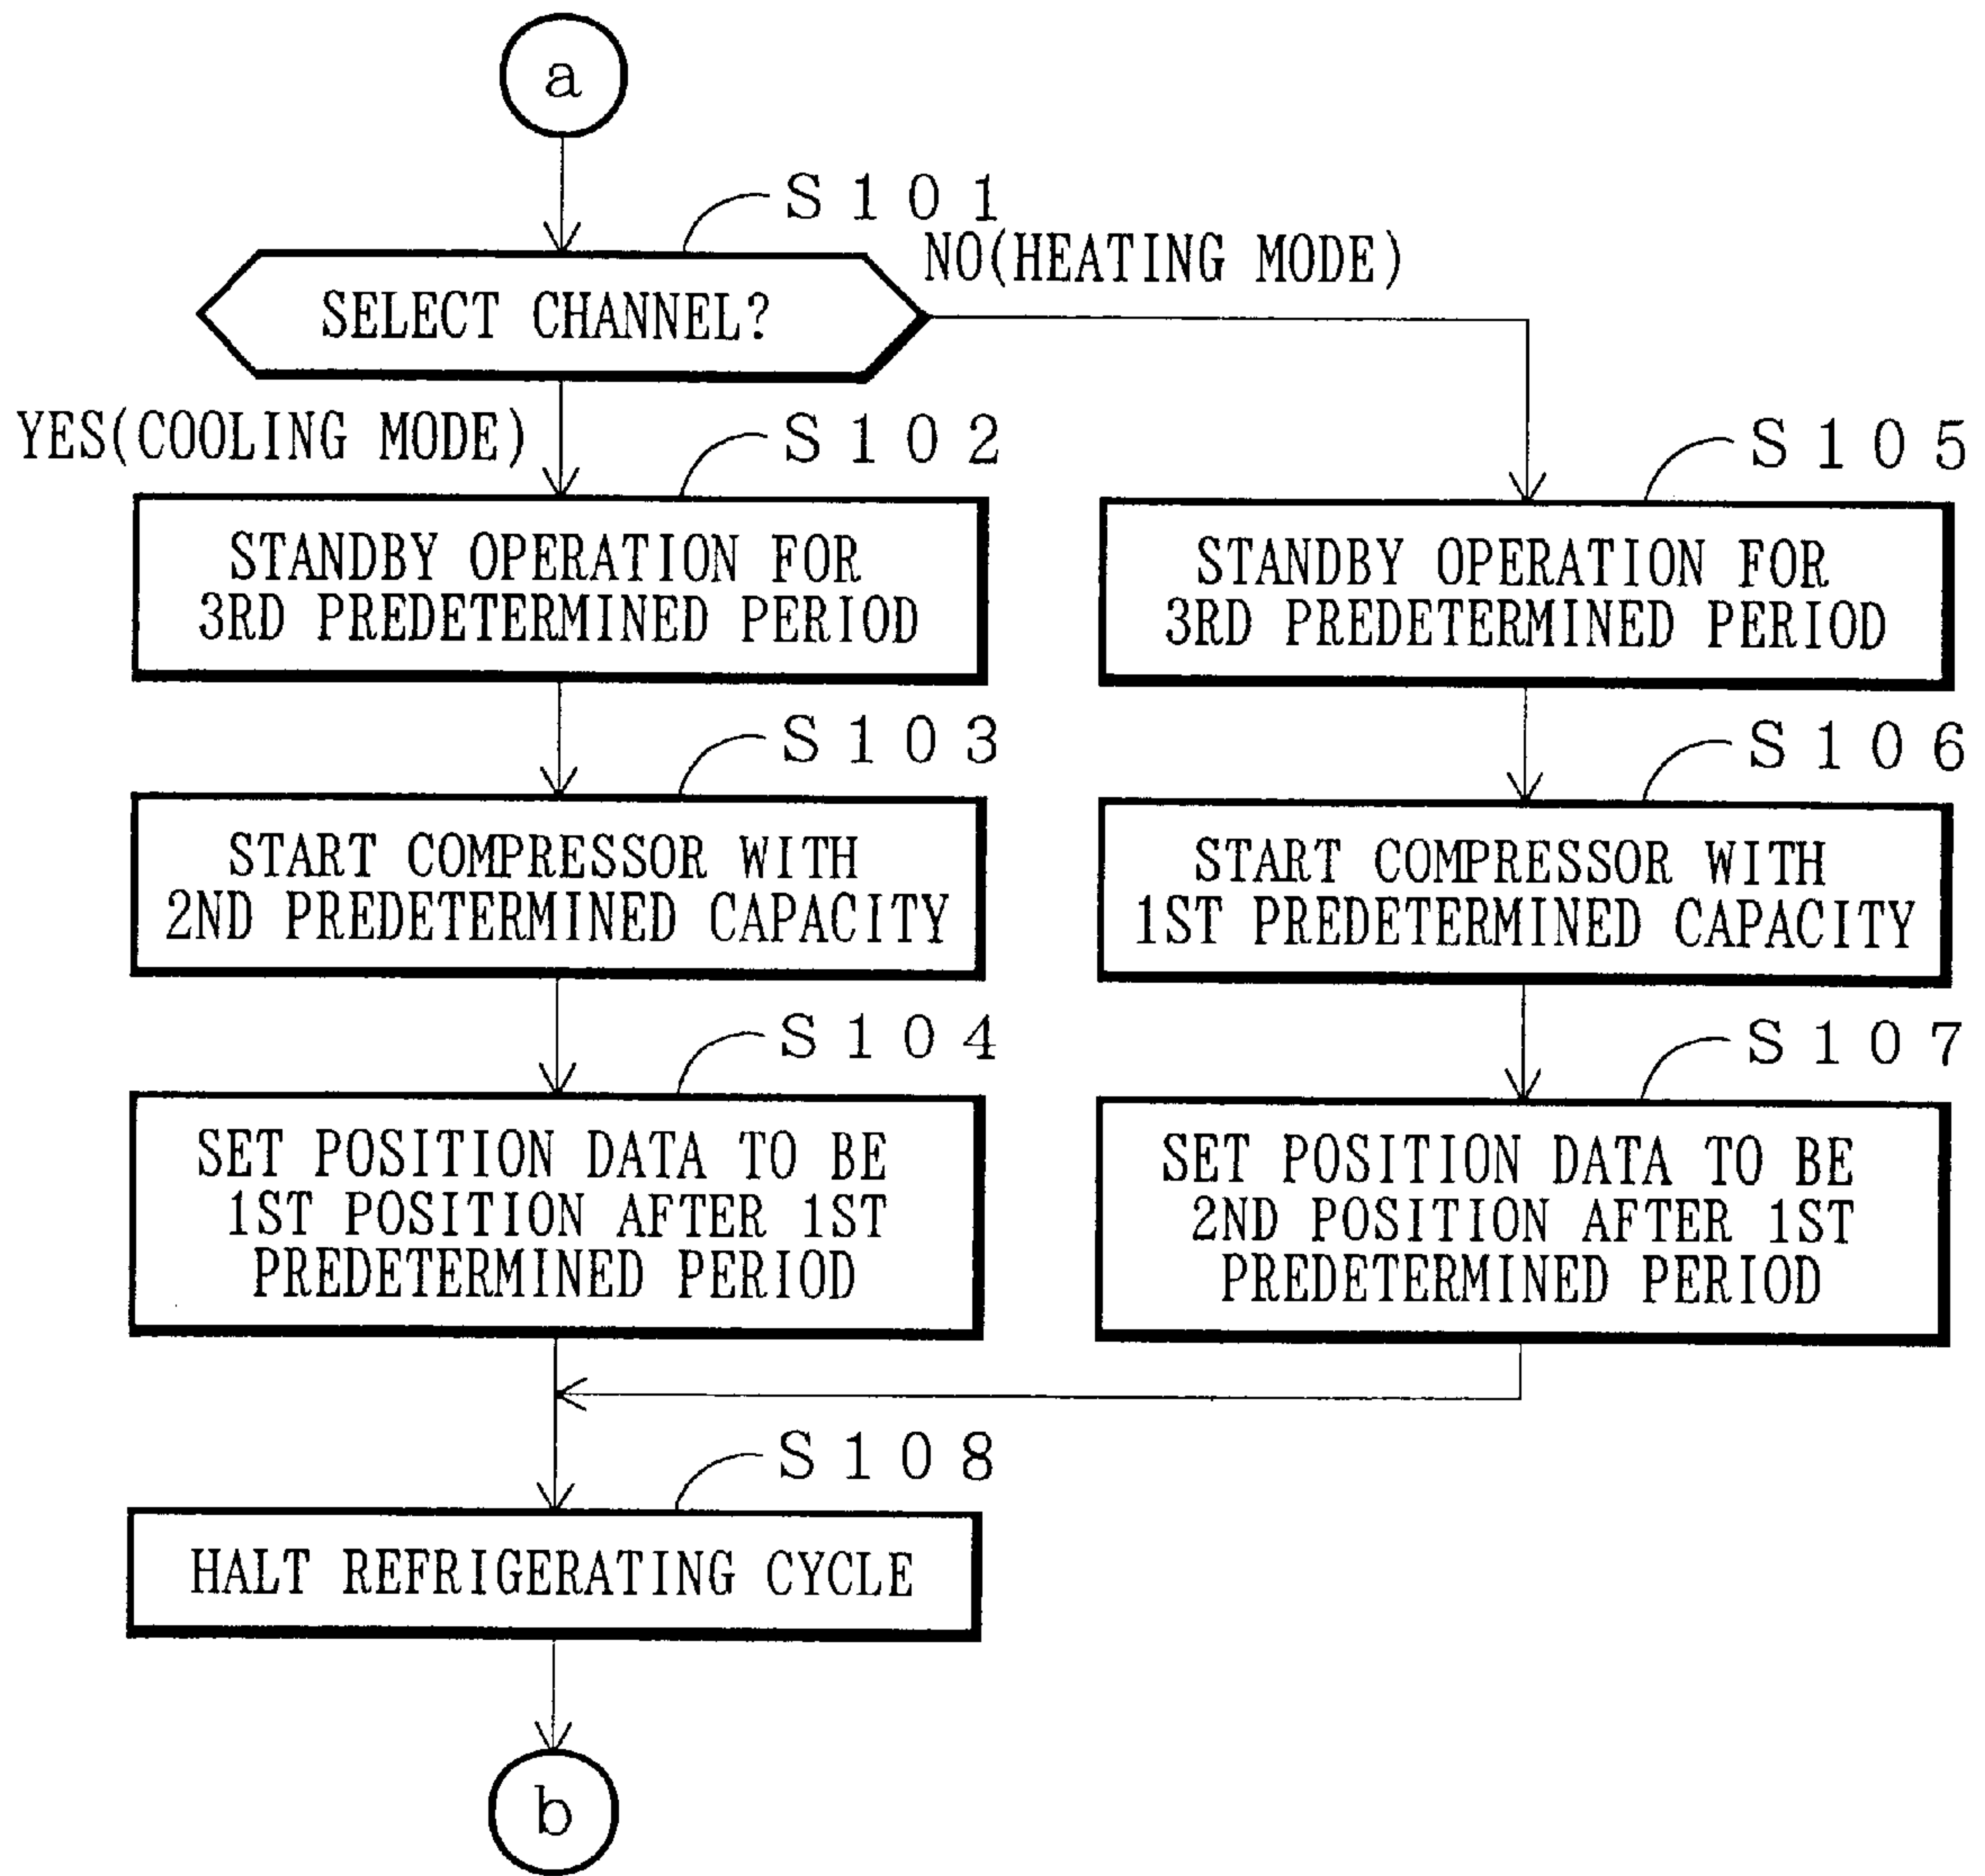 a
S101
NO(HEATING MODE)
SELECT CHANNEL?
YES(COOLING MODE)
S102
STANDBY OPERATION FOR
3RD PREDETERMINED PERIOD
S103
START COMPRESSOR WITH
2ND PREDETERMINED CAPACITY
S104
SET POSITION DATA TO BE
1ST POSITION AFTER 1ST
PREDETERMINED PERIOD
S105
STANDBY OPERATION FOR
3RD PREDETERMINED PERIOD
S106
START COMPRESSOR WITH
1ST PREDETERMINED CAPACITY
S107
SET POSITION DATA TO BE
2ND POSITION AFTER 1ST
PREDETERMINED PERIOD
S108
HALT REFRIGERATING CYCLE
b